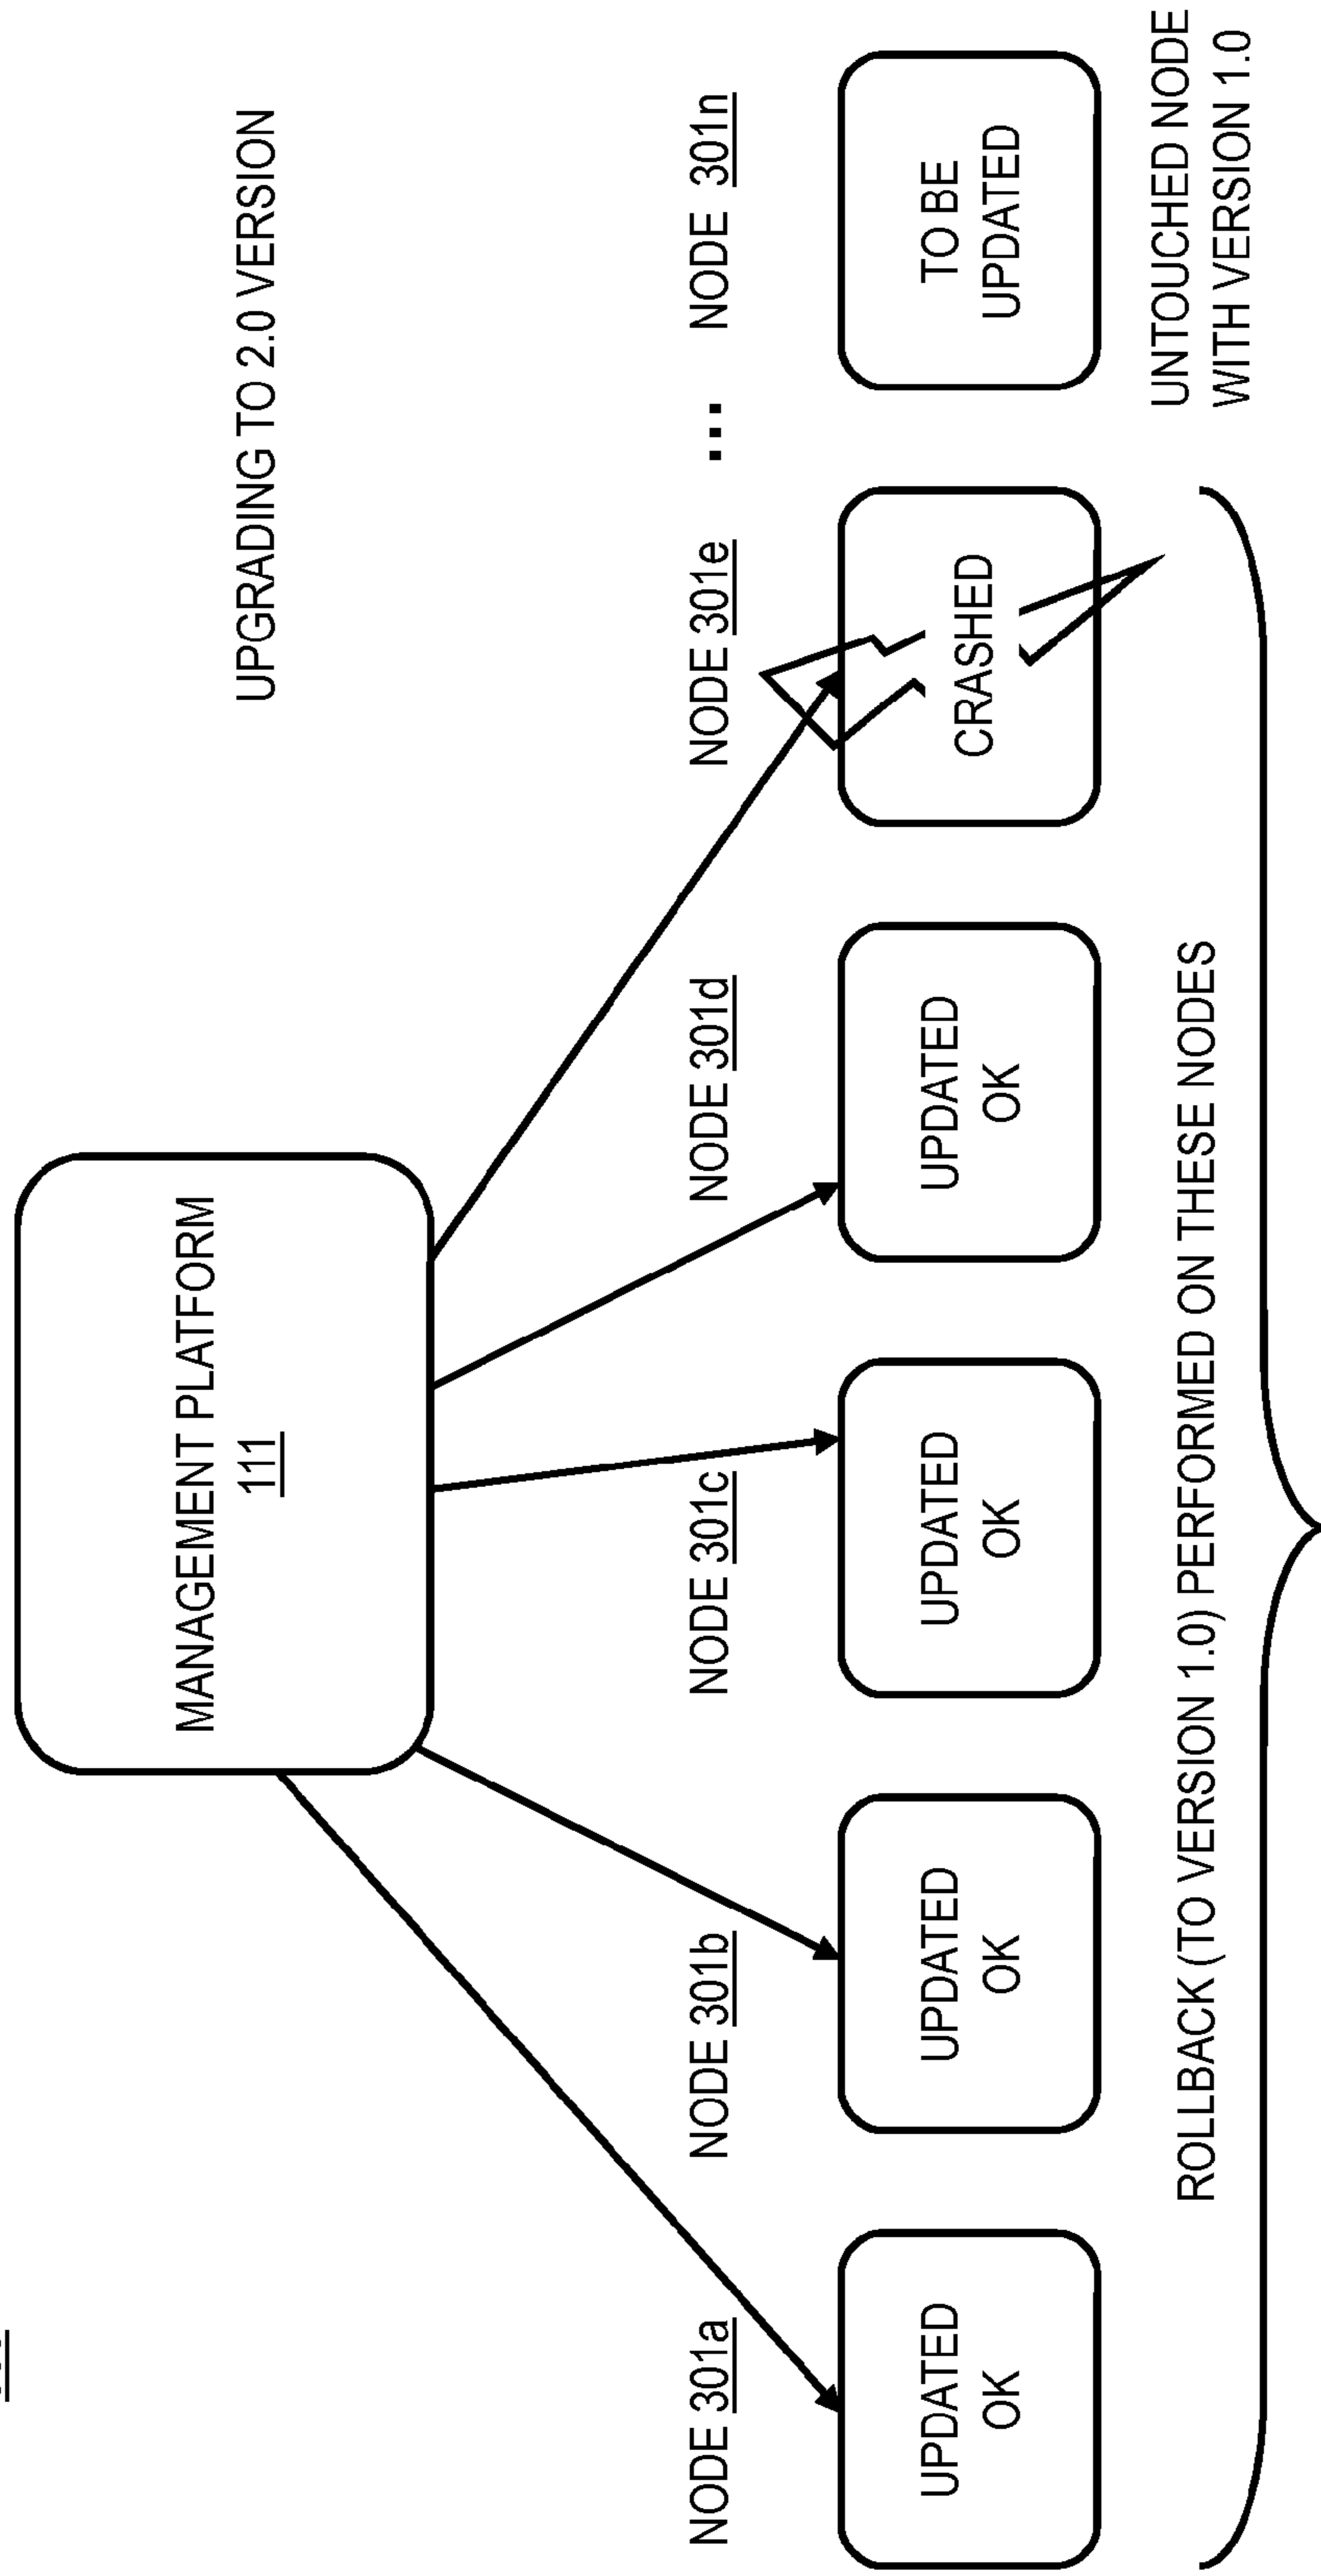 MANAGEMENT PLATFORM
111
UPGRADING TO 2.0 VERSION
NODE 301a
NODE 301b
NODE 301c
NODE 301d
NODE 301e
...
NODE 301n
UPDATED
OK
UPDATED
OK
UPDATED
OK
UPDATED
OK
CRASHED
TO BE
UPDATED
ROLLBACK (TO VERSION 1.0) PERFORMED ON THESE NODES
UNTOUCHED NODE
WITH VERSION 1.0